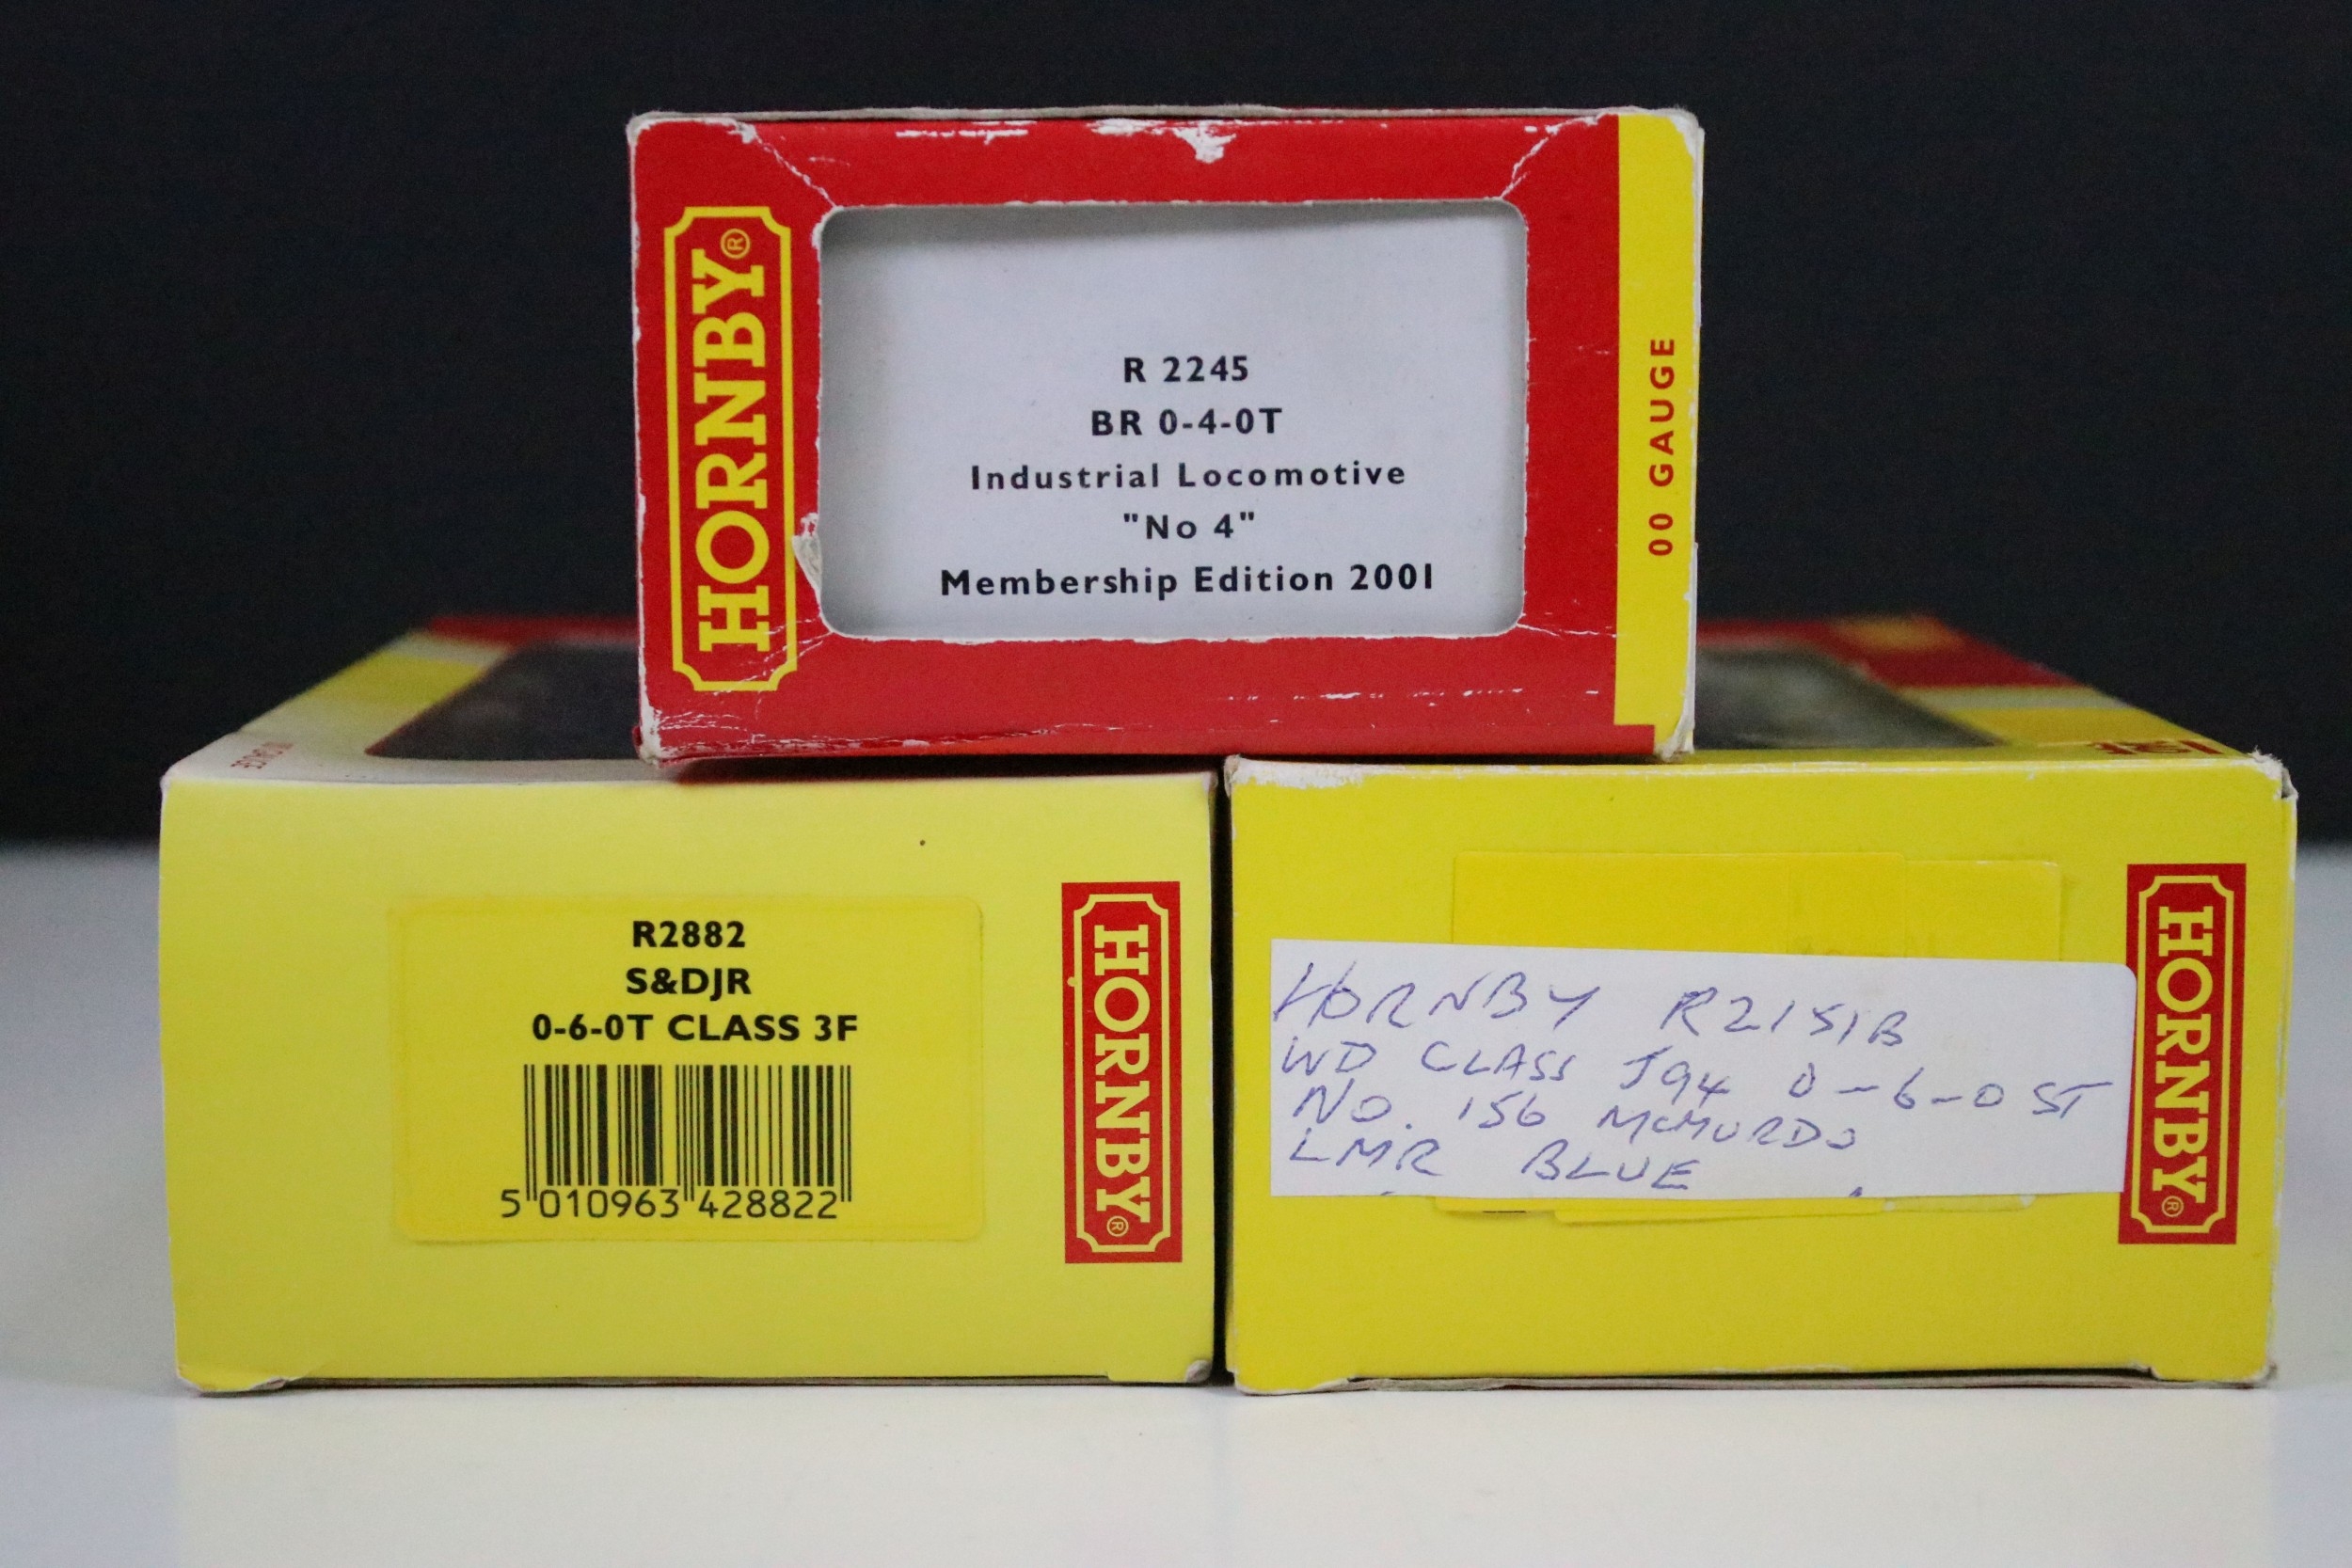 HORNBY®
R 2245
BR 0-4-0T
Industrial Locomotive
"No 4"
Membership Edition 2001
00 GAUGE
00 GAUGE
R2882
S&DJR
0-6-0T CLASS 3F
5 010963 428822
HORNBY®
HORNBY R2151B
WD CLASS J94 0-6-0 ST
No. 156 McMURDO
LMR BLUE
HORNBY®